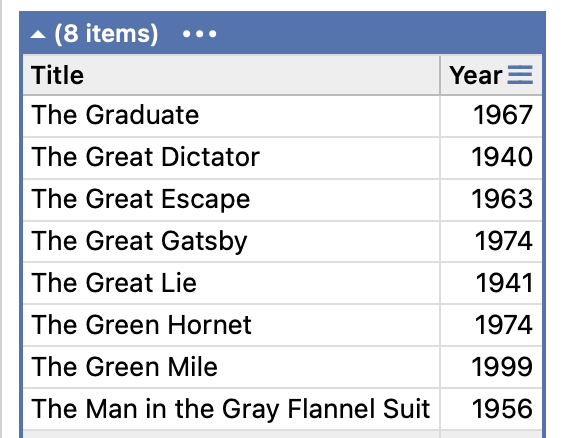 (8 items) •••
Title Year
The Graduate 1967
The Great Dictator 1940
The Great Escape 1963
The Great Gatsby 1974
The Great Lie 1941
The Green Hornet 1974
The Green Mile 1999
The Man in the Gray Flannel Suit 1956